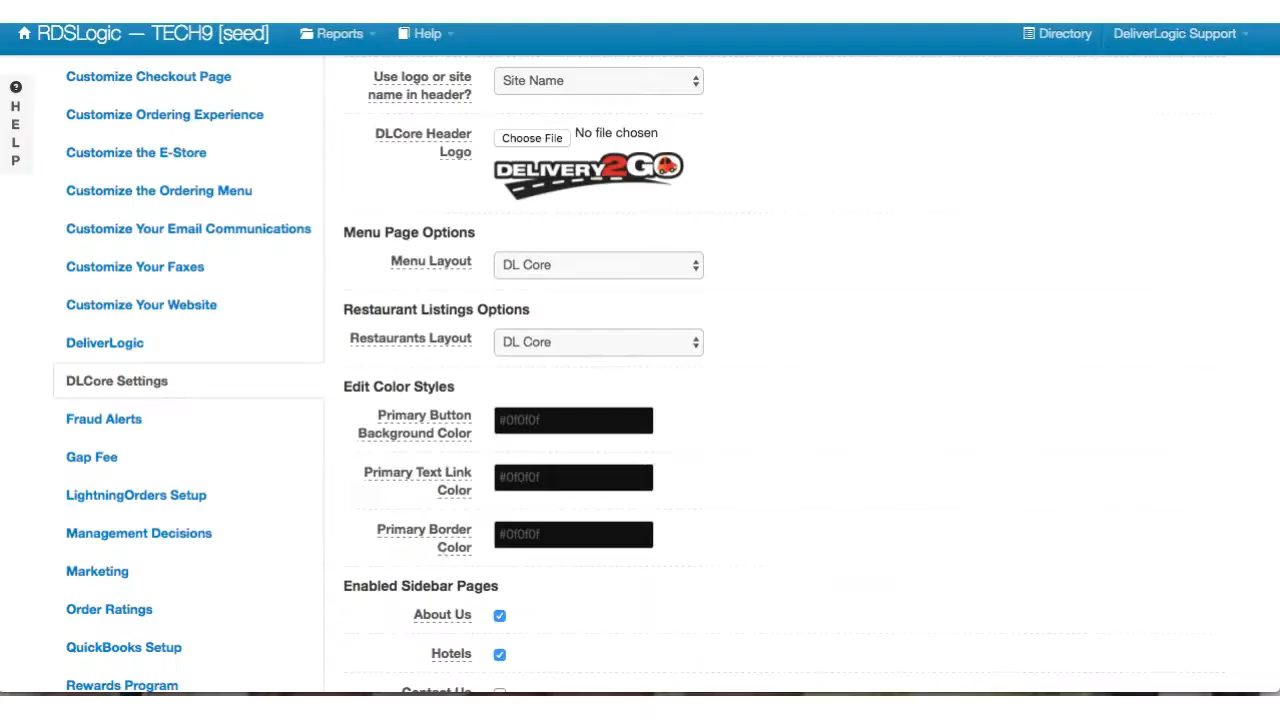 RDSLogic — TECH9 [seed]
Reports
Help
Directory
DeliverLogic Support
HELP
Customize Checkout Page
Customize Ordering Experience
Customize the E-Store
Customize the Ordering Menu
Customize Your Email Communications
Customize Your Faxes
Customize Your Website
DeliverLogic
DLCore Settings
Fraud Alerts
Gap Fee
LightningOrders Setup
Management Decisions
Marketing
Order Ratings
QuickBooks Setup
Rewards Program
Use logo or site
name in header?
Site Name
DLCore Header
Logo
Choose File No file chosen
DELIVERY2GO
Menu Page Options
Menu Layout
DL Core
Restaurant Listings Options
Restaurants Layout
DL Core
Edit Color Styles
Primary Button
Background Color
#0f0f0f
Primary Text Link
Color
#0f0f0f
Primary Border
Color
#0f0f0f
Enabled Sidebar Pages
About Us
Hotels
Contact Us